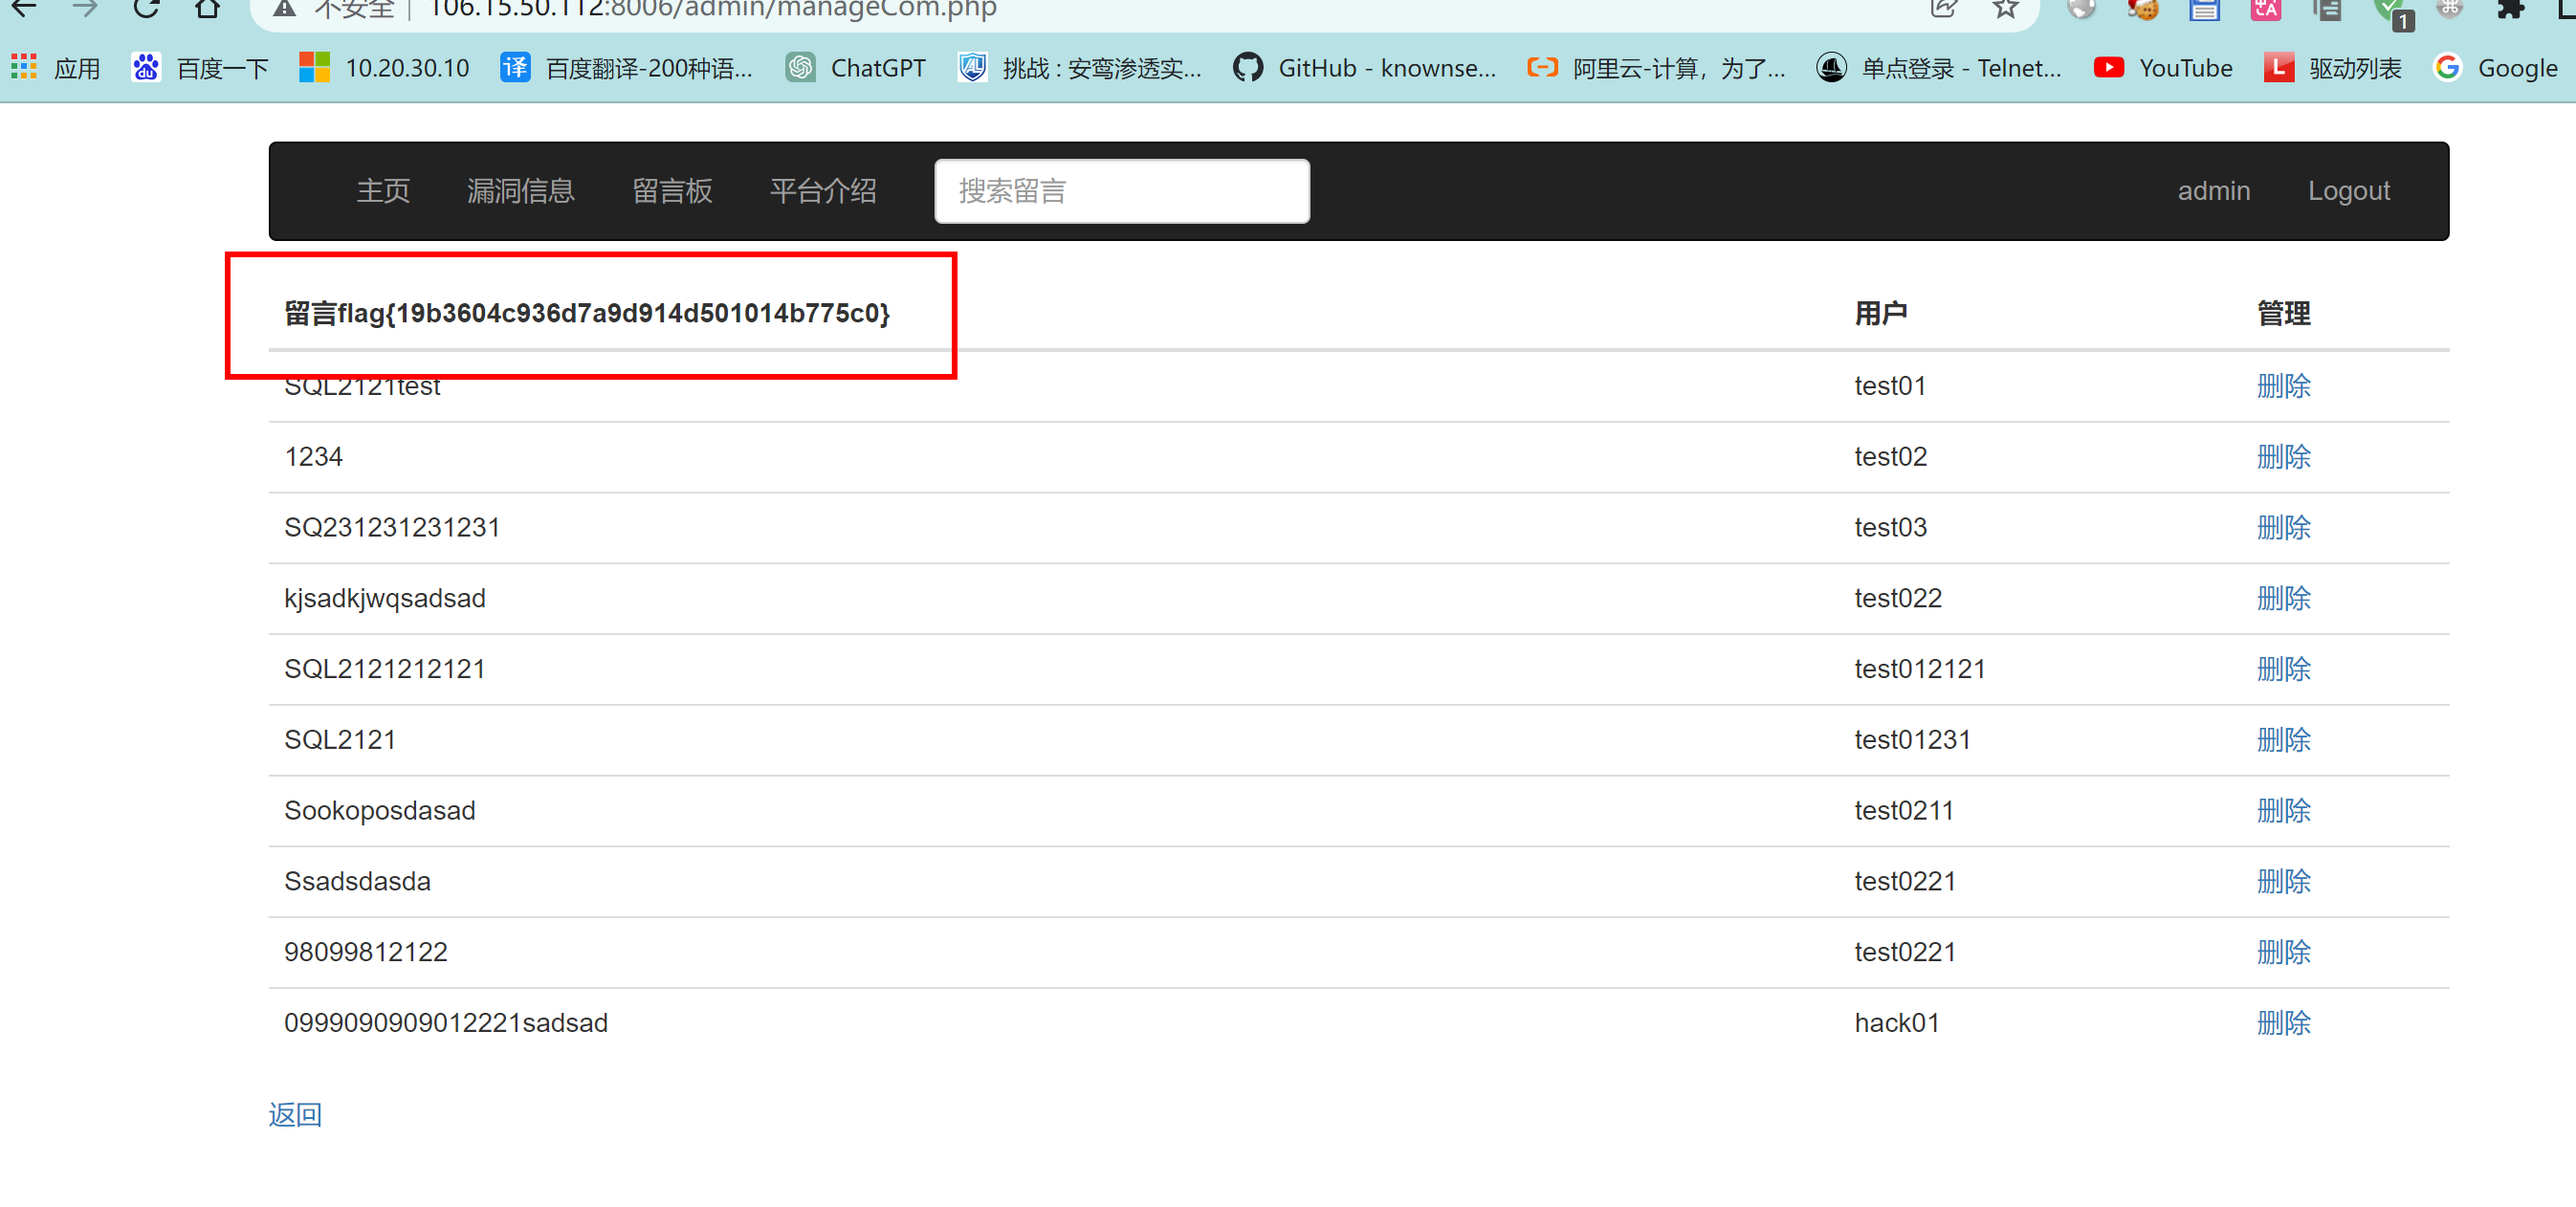 不安全 | 106.15.50.112:8006/admin/manageCom.php
1
应用 百度一下 10.20.30.10 译 百度翻译-200种语... ChatGPT 挑战 : 安鸾渗透实... GitHub - knownse... 阿里云-计算，为了... 单点登录 - Telnet... YouTube L 驱动列表 Google
主页 漏洞信息 留言板 平台介绍 搜索留言 admin Logout
留言flag{19b3604c936d7a9d914d501014b775c0} 用户 管理
SQL2121test test01 删除
1234 test02 删除
SQ231231231231 test03 删除
kjsadkjwqsadsad test022 删除
SQL2121212121 test012121 删除
SQL2121 test01231 删除
Sookoposdasad test0211 删除
Ssadsdasda test0221 删除
98099812122 test0221 删除
0999090909012221sadsad hack01 删除
返回